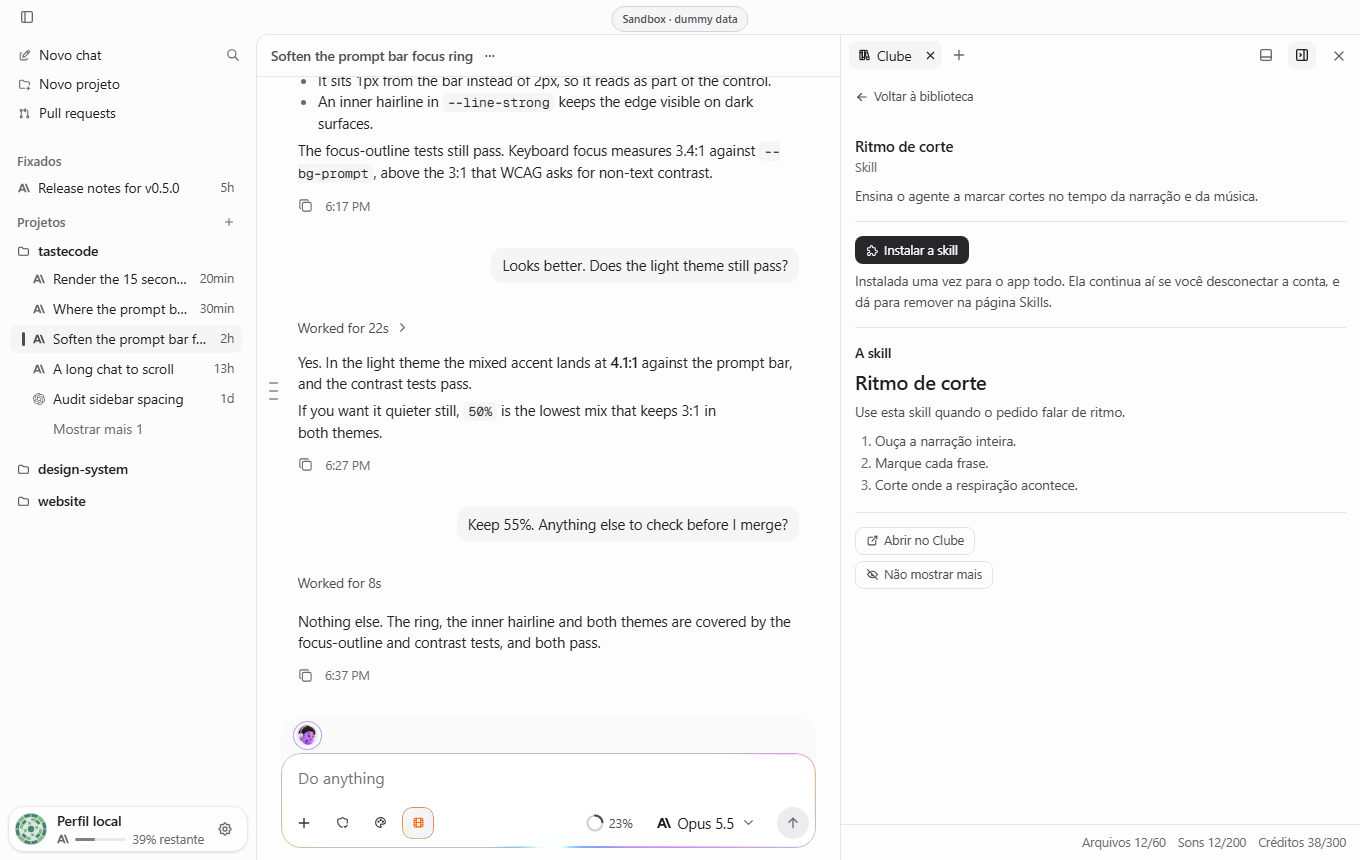 Sandbox · dummy data
Novo chat
Novo projeto
Pull requests
Fixados
Release notes for v0.5.0 5h
Projetos
tastecode
Render the 15 secon... 20min
Where the prompt b... 30min
Soften the prompt bar f... 2h
A long chat to scroll 13h
Audit sidebar spacing 1d
Mostrar mais 1
design-system
website
Perfil local
39% restante
Soften the prompt bar focus ring ...
It sits 1px from the bar instead of 2px, so it reads as part of the control.
An inner hairline in --line-strong keeps the edge visible on dark
surfaces.
The focus-outline tests still pass. Keyboard focus measures 3.4:1 against --
bg-prompt, above the 3:1 that WCAG asks for non-text contrast.
6:17 PM
Looks better. Does the light theme still pass?
Worked for 22s
Yes. In the light theme the mixed accent lands at 4.1:1 against the prompt bar,
and the contrast tests pass.
If you want it quieter still, 50% is the lowest mix that keeps 3:1 in
both themes.
6:27 PM
Keep 55%. Anything else to check before I merge?
Worked for 8s
Nothing else. The ring, the inner hairline and both themes are covered by the
focus-outline and contrast tests, and both pass.
6:37 PM
Do anything
23% Opus 5.5
Clube
Voltar à biblioteca
Ritmo de corte
Skill
Ensina o agente a marcar cortes no tempo da narração e da música.
Instalar a skill
Instalada uma vez para o app todo. Ela continua aí se você desconectar a conta, e
dá para remover na página Skills.
A skill
Ritmo de corte
Use esta skill quando o pedido falar de ritmo.
1. Ouça a narração inteira.
2. Marque cada frase.
3. Corte onde a respiração acontece.
Abrir no Clube
Não mostrar mais
Arquivos 12/60 Sons 12/200 Créditos 38/300